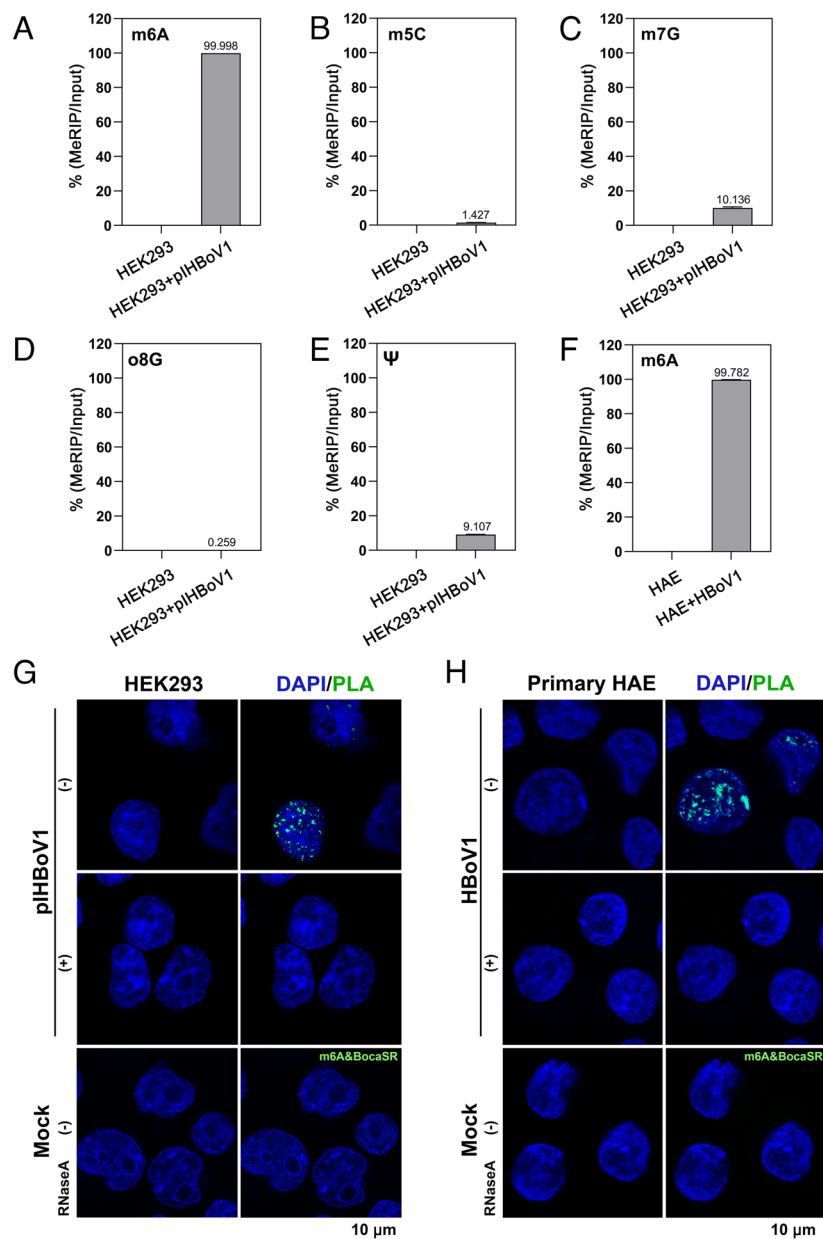 A
m6A
% (MeRIP/Input)
120
100
80
60
40
20
0
99.998
HEK293
HEK293+pIHBoV1
B
m5C
% (MeRIP/Input)
120
100
80
60
40
20
0
1.427
HEK293
HEK293+pIHBoV1
C
m7G
% (MeRIP/Input)
120
100
80
60
40
20
0
10.136
HEK293
HEK293+pIHBoV1
D
o8G
% (MeRIP/Input)
120
100
80
60
40
20
0
0.259
HEK293
HEK293+pIHBoV1
E
Ψ
% (MeRIP/Input)
120
100
80
60
40
20
0
9.107
HEK293
HEK293+pIHBoV1
F
m6A
% (MeRIP/Input)
120
100
80
60
40
20
0
99.782
HAE
HAE+HBoV1
G
HEK293
DAPI/PLA
pIHBoV1
(-)
(+)
Mock
(-)
RNaseA
m6A&BocaSR
10 μm
H
Primary HAE
DAPI/PLA
HBoV1
(-)
(+)
Mock
(-)
RNaseA
m6A&BocaSR
10 μm